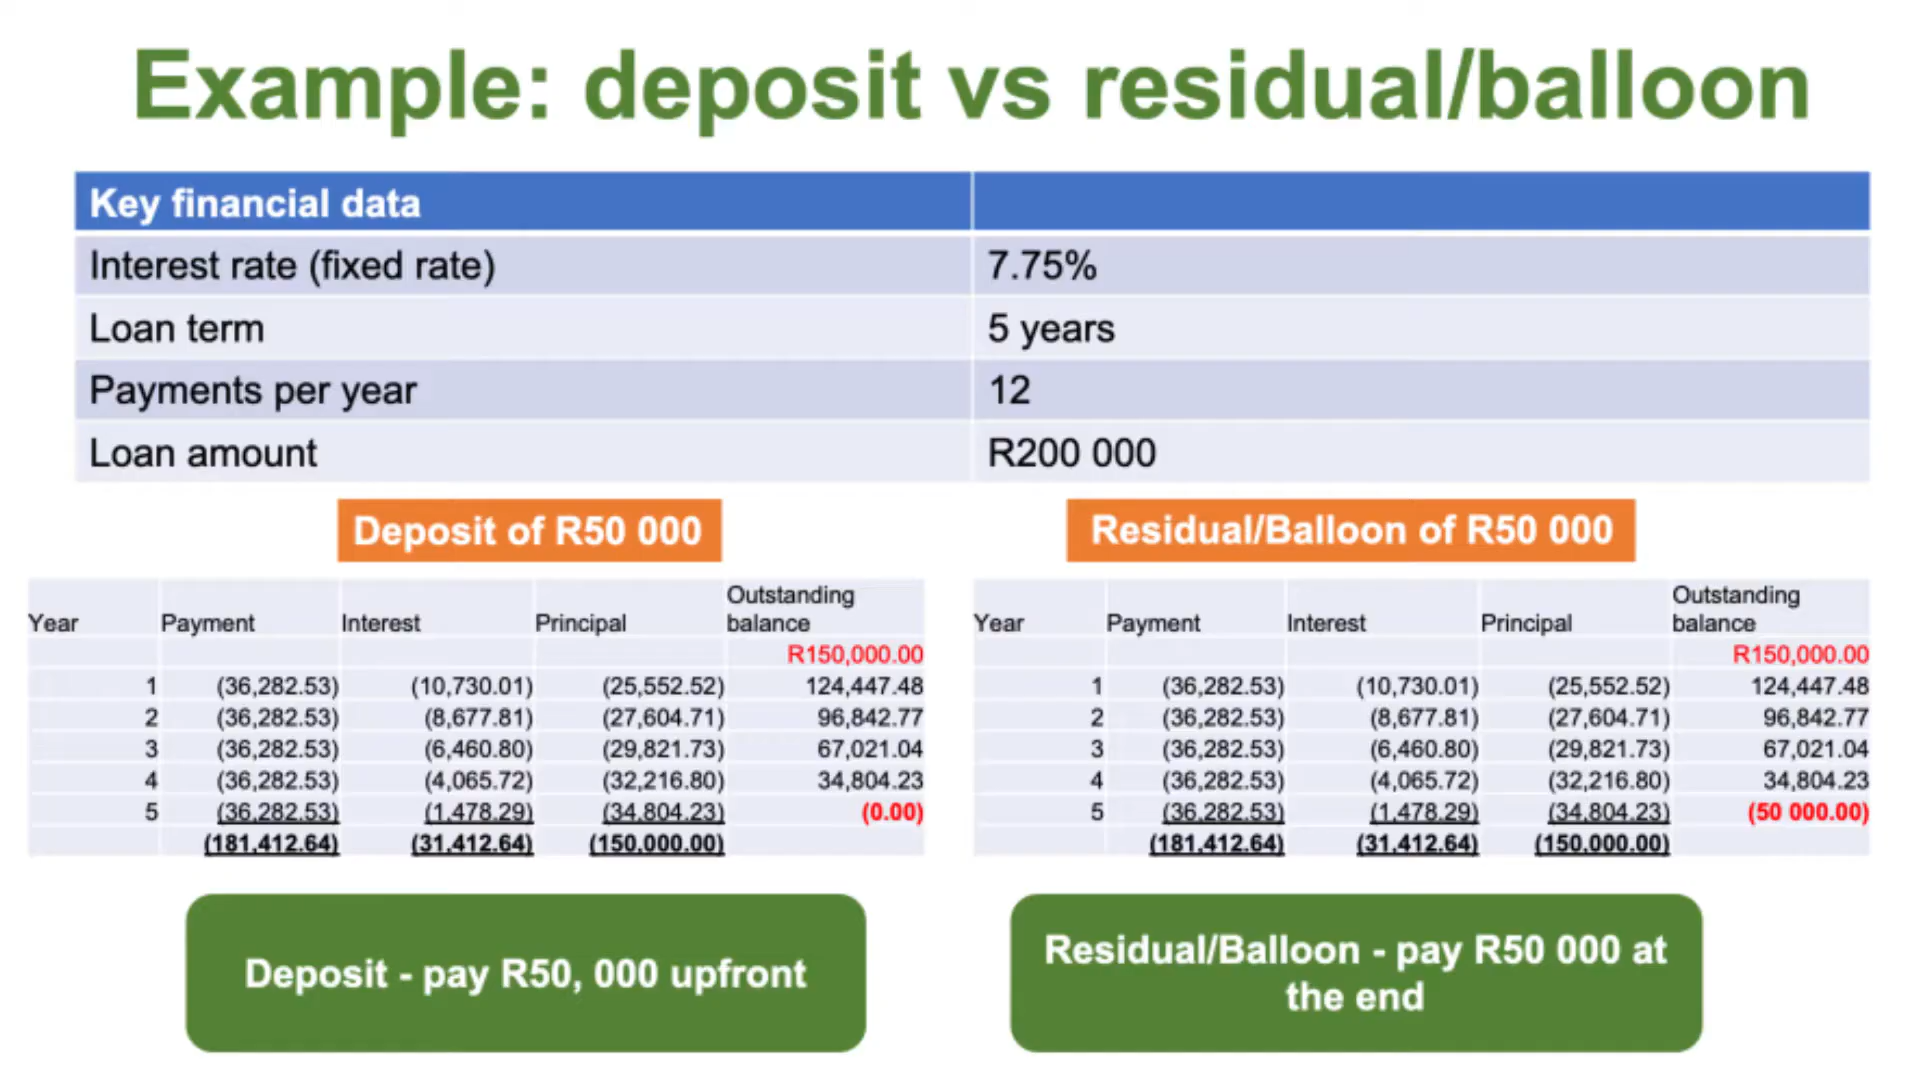 Example: deposit vs residual/balloon
Key financial data
Interest rate (fixed rate) 7.75%
Loan term 5 years
Payments per year 12
Loan amount R200 000
Deposit of R50 000
Year Payment Interest Principal Outstanding balance
R150,000.00
1 (36,282.53) (10,730.01) (25,552.52) 124,447.48
2 (36,282.53) (8,677.81) (27,604.71) 96,842.77
3 (36,282.53) (6,460.80) (29,821.73) 67,021.04
4 (36,282.53) (4,065.72) (32,216.80) 34,804.23
5 (36,282.53) (1,478.29) (34,804.23) (0.00)
(181,412.64) (31,412.64) (150,000.00)
Deposit - pay R50, 000 upfront
Residual/Balloon of R50 000
Year Payment Interest Principal Outstanding balance
R150,000.00
1 (36,282.53) (10,730.01) (25,552.52) 124,447.48
2 (36,282.53) (8,677.81) (27,604.71) 96,842.77
3 (36,282.53) (6,460.80) (29,821.73) 67,021.04
4 (36,282.53) (4,065.72) (32,216.80) 34,804.23
5 (36,282.53) (1,478.29) (34,804.23) (50 000.00)
(181,412.64) (31,412.64) (150,000.00)
Residual/Balloon - pay R50 000 at
the end